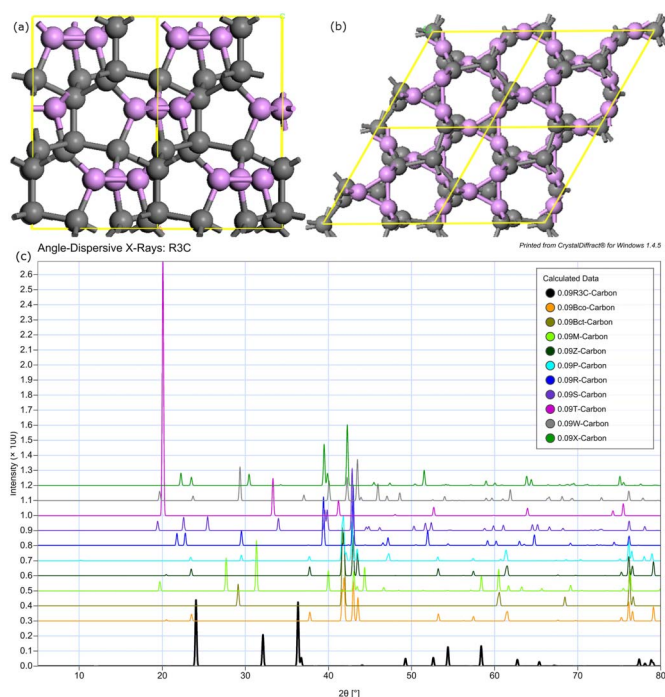 (a)
(b)
C
Angle-Dispersive X-Rays: R3C
Printed from CrystalDiffract® for Windows 1.4.5
(c)
Intensity (× 100)
2.6
2.5
2.4
2.3
2.2
2.1
2.0
1.9
1.8
1.7
1.6
1.5
1.4
1.3
1.2
1.1
1.0
0.9
0.8
0.7
0.6
0.5
0.4
0.3
0.2
0.1
0.0
Calculated Data
0.09R3C-Carbon
0.09Bco-Carbon
0.09Bct-Carbon
0.09M-Carbon
0.09Z-Carbon
0.09P-Carbon
0.09R-Carbon
0.09S-Carbon
0.09T-Carbon
0.09W-Carbon
0.09X-Carbon
10 20 30 40 50 60 70 80
2θ [°]